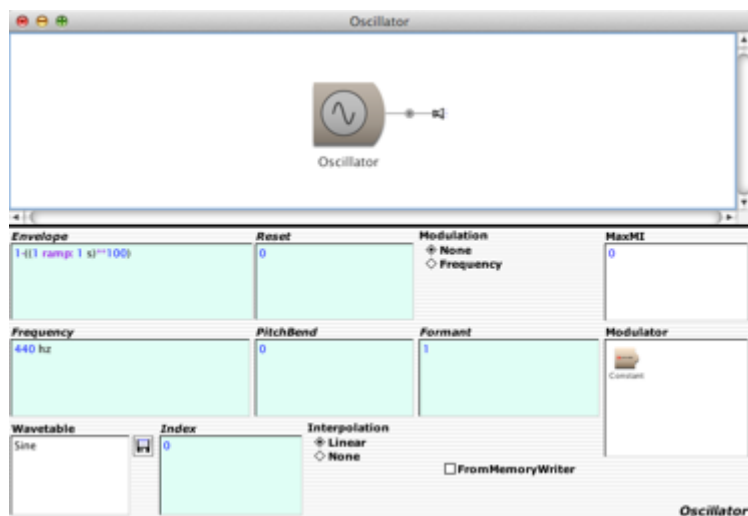 Oscillator
Oscillator
Envelope Reset Modulation MaxMI
1-((1 ramp: 1 s)**100) 0 None 0
Frequency
Frequency PitchBend Formant Modulator
440 hz 0 1
Constant
Wavetable Index Interpolation
Sine 0 Linear
None
FromMemoryWriter
Oscillator